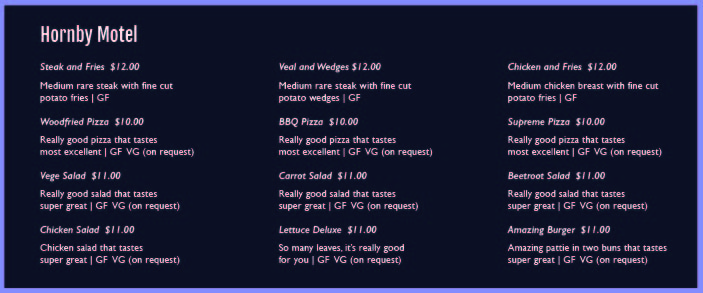 Hornby Motel
Steak and Fries $12.00
Medium rare steak with fine cut
potato fries | GF
Veal and Wedges $12.00
Medium rare steak with fine cut
potato wedges | GF
Chicken and Fries $12.00
Medium chicken breast with fine cut
potato fries | GF
Woodfried Pizza $10.00
Really good pizza that tastes
most excellent | GF VG (on request)
BBQ Pizza $10.00
Really good pizza that tastes
most excellent | GF VG (on request)
Supreme Pizza $10.00
Really good pizza that tastes
most excellent | GF VG (on request)
Vege Salad $11.00
Really good salad that tastes
super great | GF VG (on request)
Carrot Salad $11.00
Really good salad that tastes
super great | GF VG (on request)
Beetroot Salad $11.00
Really good salad that tastes
super great | GF VG (on request)
Chicken Salad $11.00
Chicken salad that tastes
super great | GF VG (on request)
Lettuce Deluxe $11.00
So many leaves, it's really good
for you | GF VG (on request)
Amazing Burger $11.00
Amazing pattie in two buns that tastes
super great | GF VG (on request)